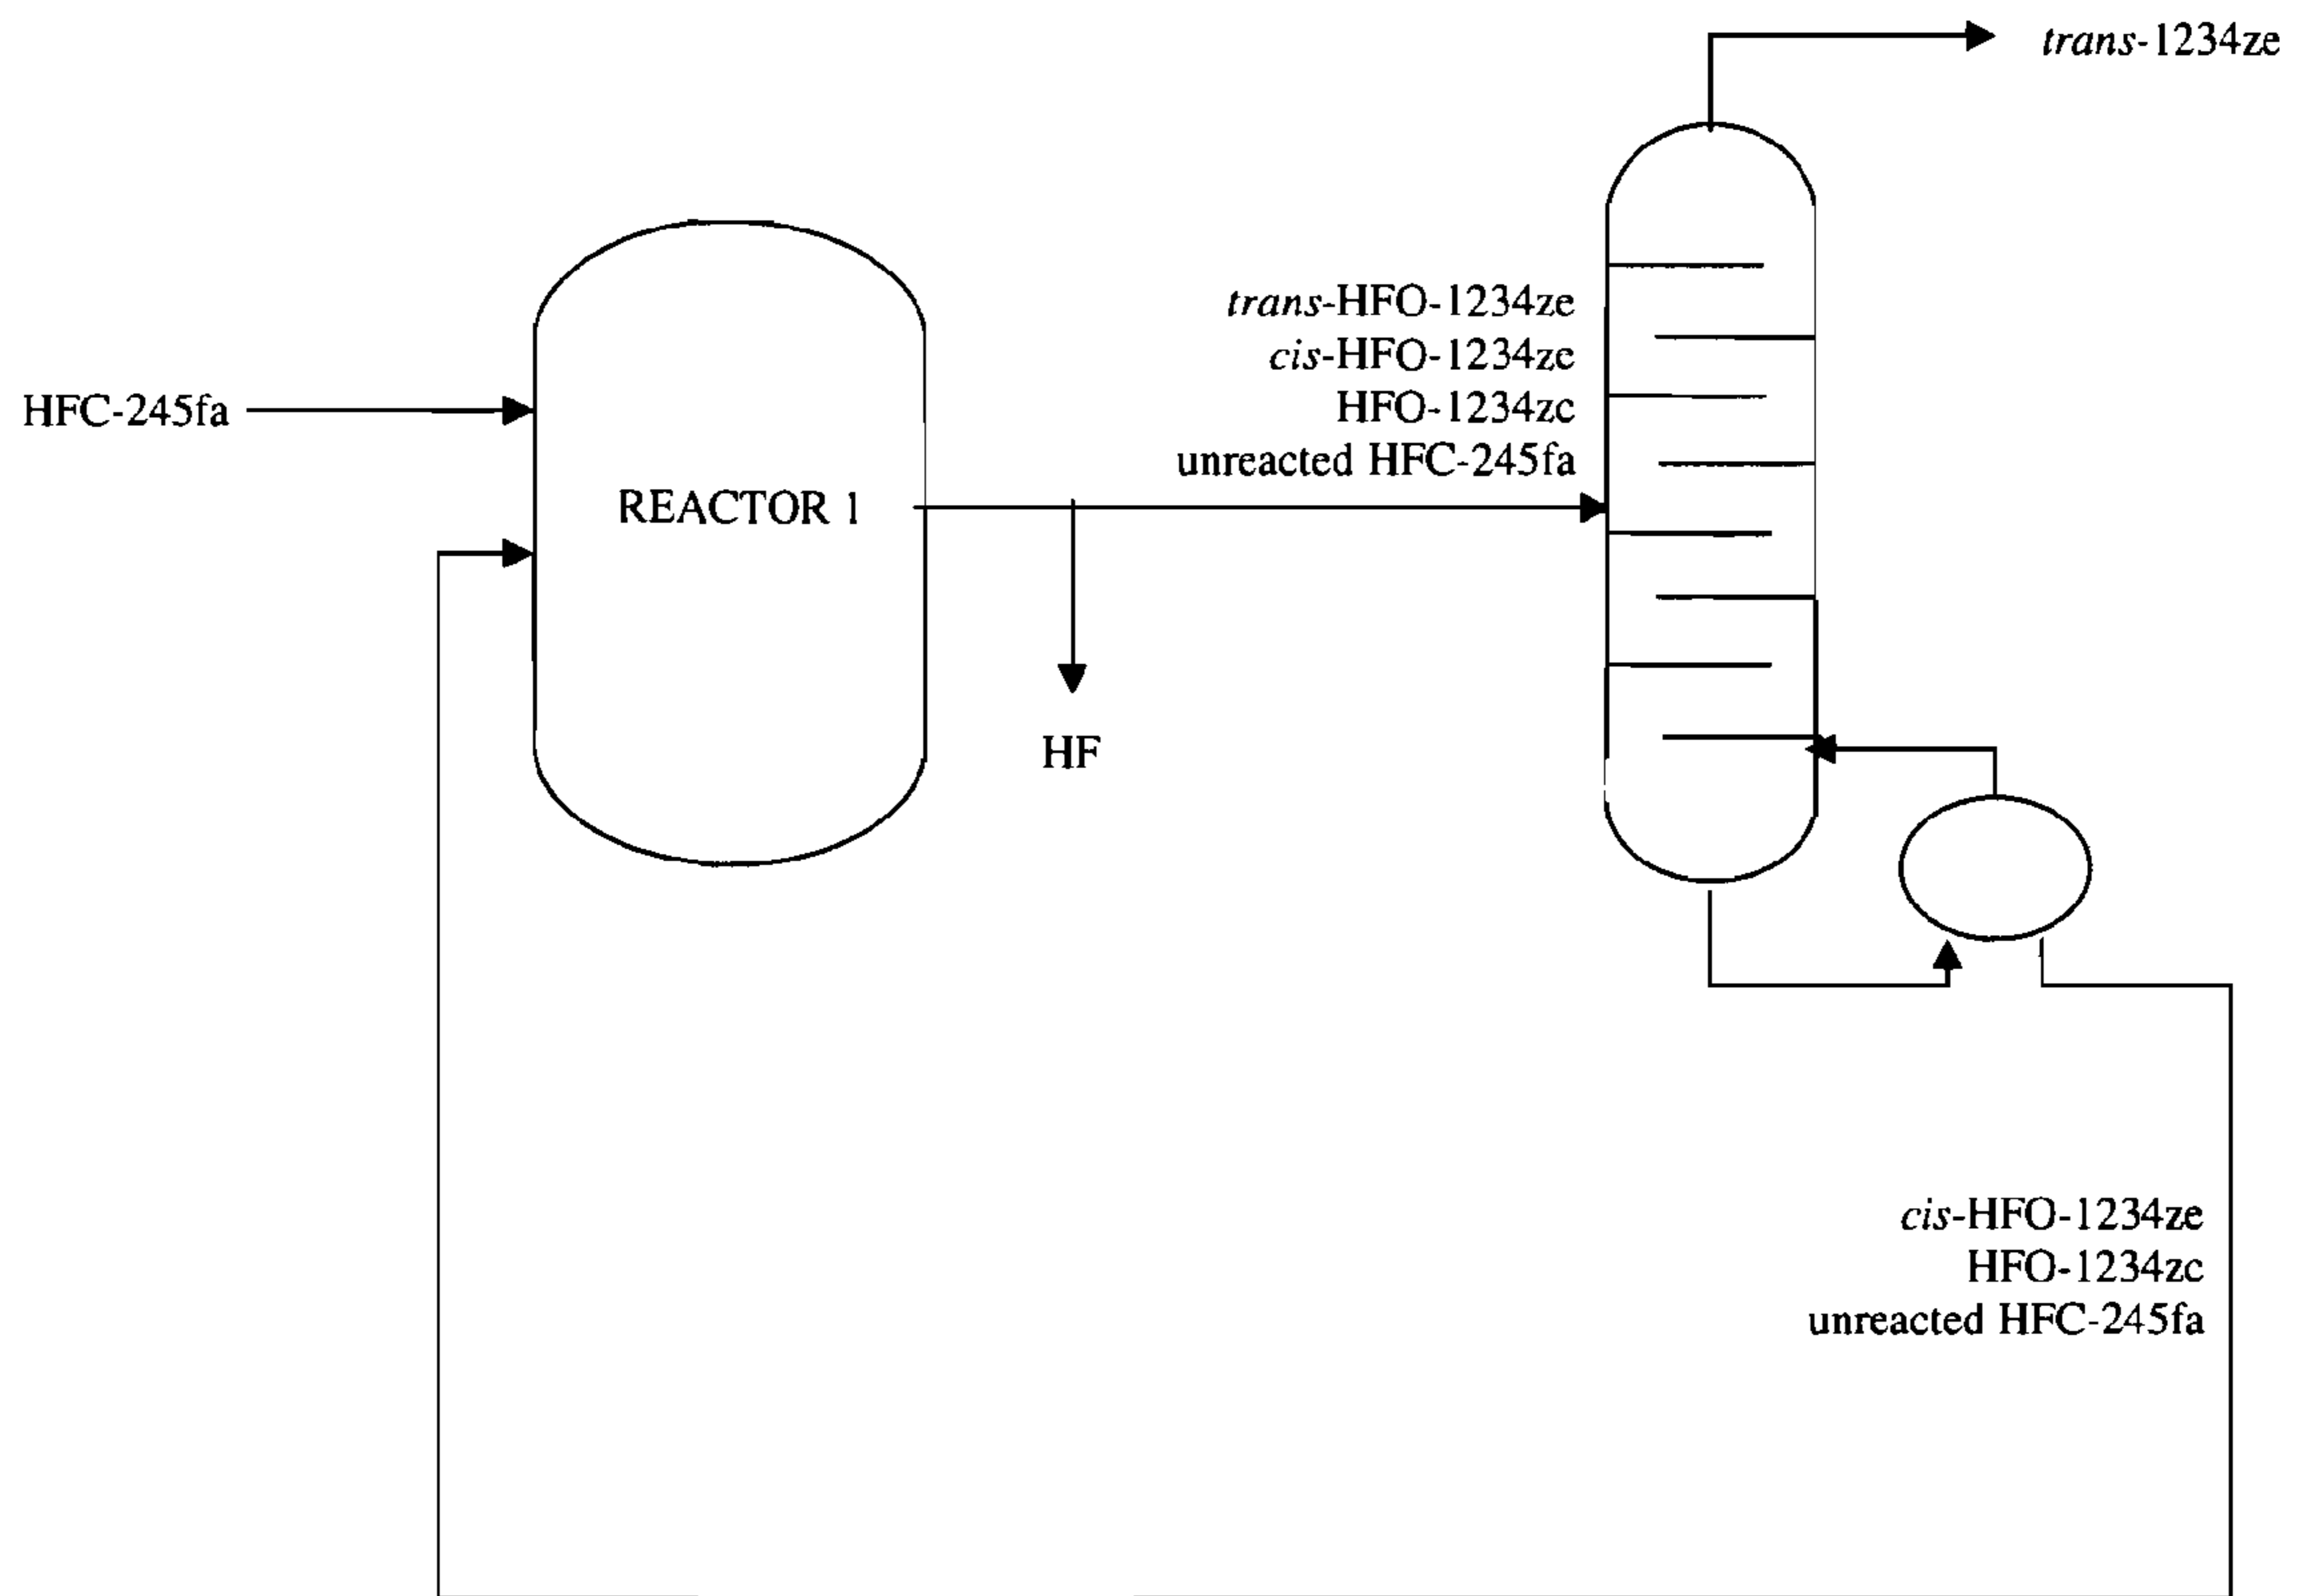 trans-1234ze
trans-HFO-1234ze
cis-HFO-1234ze
HFO-1234zc
unreacted HFC-245fa
HFC-245fa
REACTOR 1
HF
cis-HFO-1234ze
HFO-1234zc
unreacted HFC-245fa